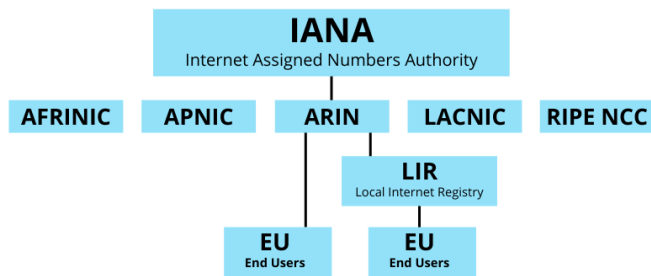 IANA
Internet Assigned Numbers Authority
AFRINIC APNIC ARIN LACNIC RIPE NCC
LIR
Local Internet Registry
EU EU
End Users End Users